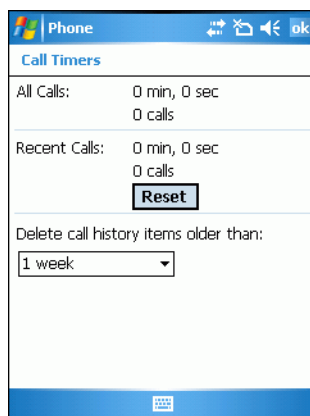 Phone ok
Call Timers
All Calls: 0 min, 0 sec
0 calls
Recent Calls: 0 min, 0 sec
0 calls
Reset
Delete call history items older than:
1 week